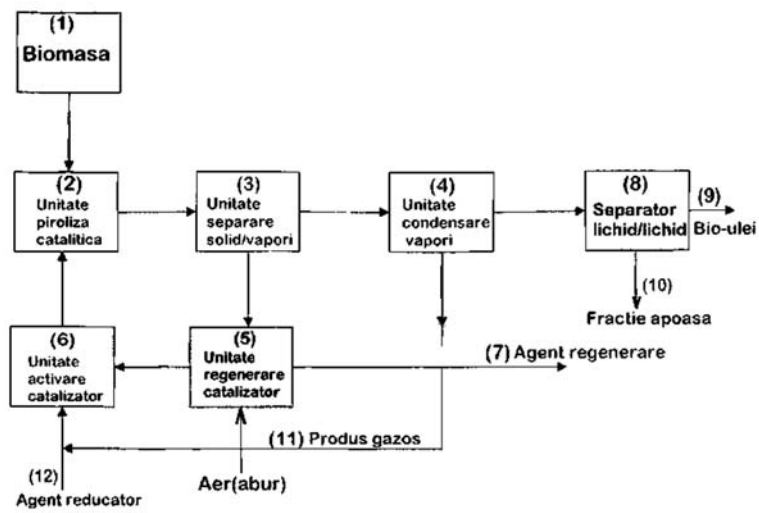 (1)
Biomasa
(2)
Unitate
piroliza
catalitica
(3)
Unitate
separare
solid/vapori
(4)
Unitate
condensare
vapori
(8)
Separator
lichid/lichid
(9)
Bio-ulei
(10)
Fractie apoasa
(6)
Unitate
activare
catalizator
(5)
Unitate
regenerare
catalizator
(7) Agent regenerare
(11) Produs gazos
(12)
Agent reducator
Aer(abur)